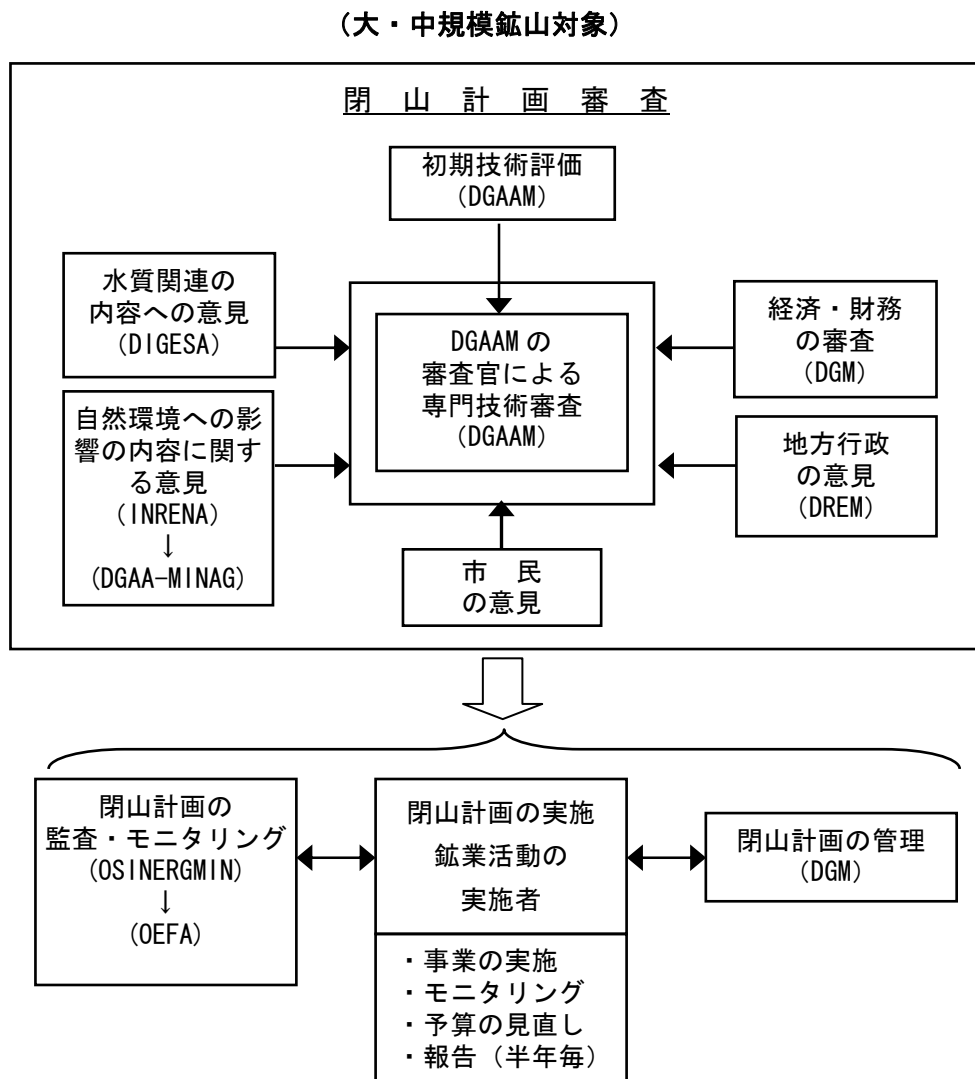 （大・中規模鉱山対象）
閉山計画審査
初期技術評価
(DGAAM)
水質関連の
内容への意見
(DIGESA)
自然環境への影
響の内容に関す
る意見
(INRENA)
↓
(DGAA-MINAG)
DGAAM の
審査官による
専門技術審査
(DGAAM)
経済・財務
の審査
(DGM)
地方行政
の意見
(DREM)
市　民
の意見
閉山計画の
監査・モニタリング
(OSINERGMIN)
↓
(OEFA)
閉山計画の実施
鉱業活動の
実施者
・事業の実施
・モニタリング
・予算の見直し
・報告（半年毎）
閉山計画の管理
(DGM)